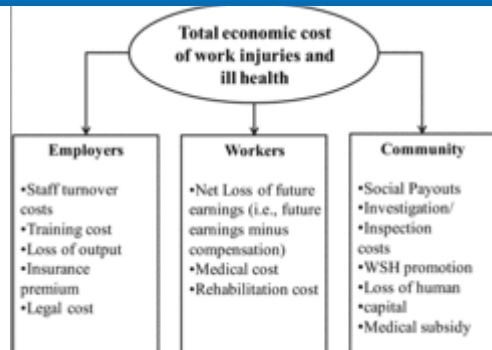 Total economic cost
of work injuries and
ill health
Employers
•Staff turnover
costs
•Training cost
•Loss of output
•Insurance
premium
•Legal cost
Workers
•Net Loss of future
earnings (i.e., future
earnings minus
compensation)
•Medical cost
•Rehabilitation cost
Community
•Social Payouts
•Investigation/
•Inspection
costs
•WSH promotion
•Loss of human
•capital
•Medical subsidy